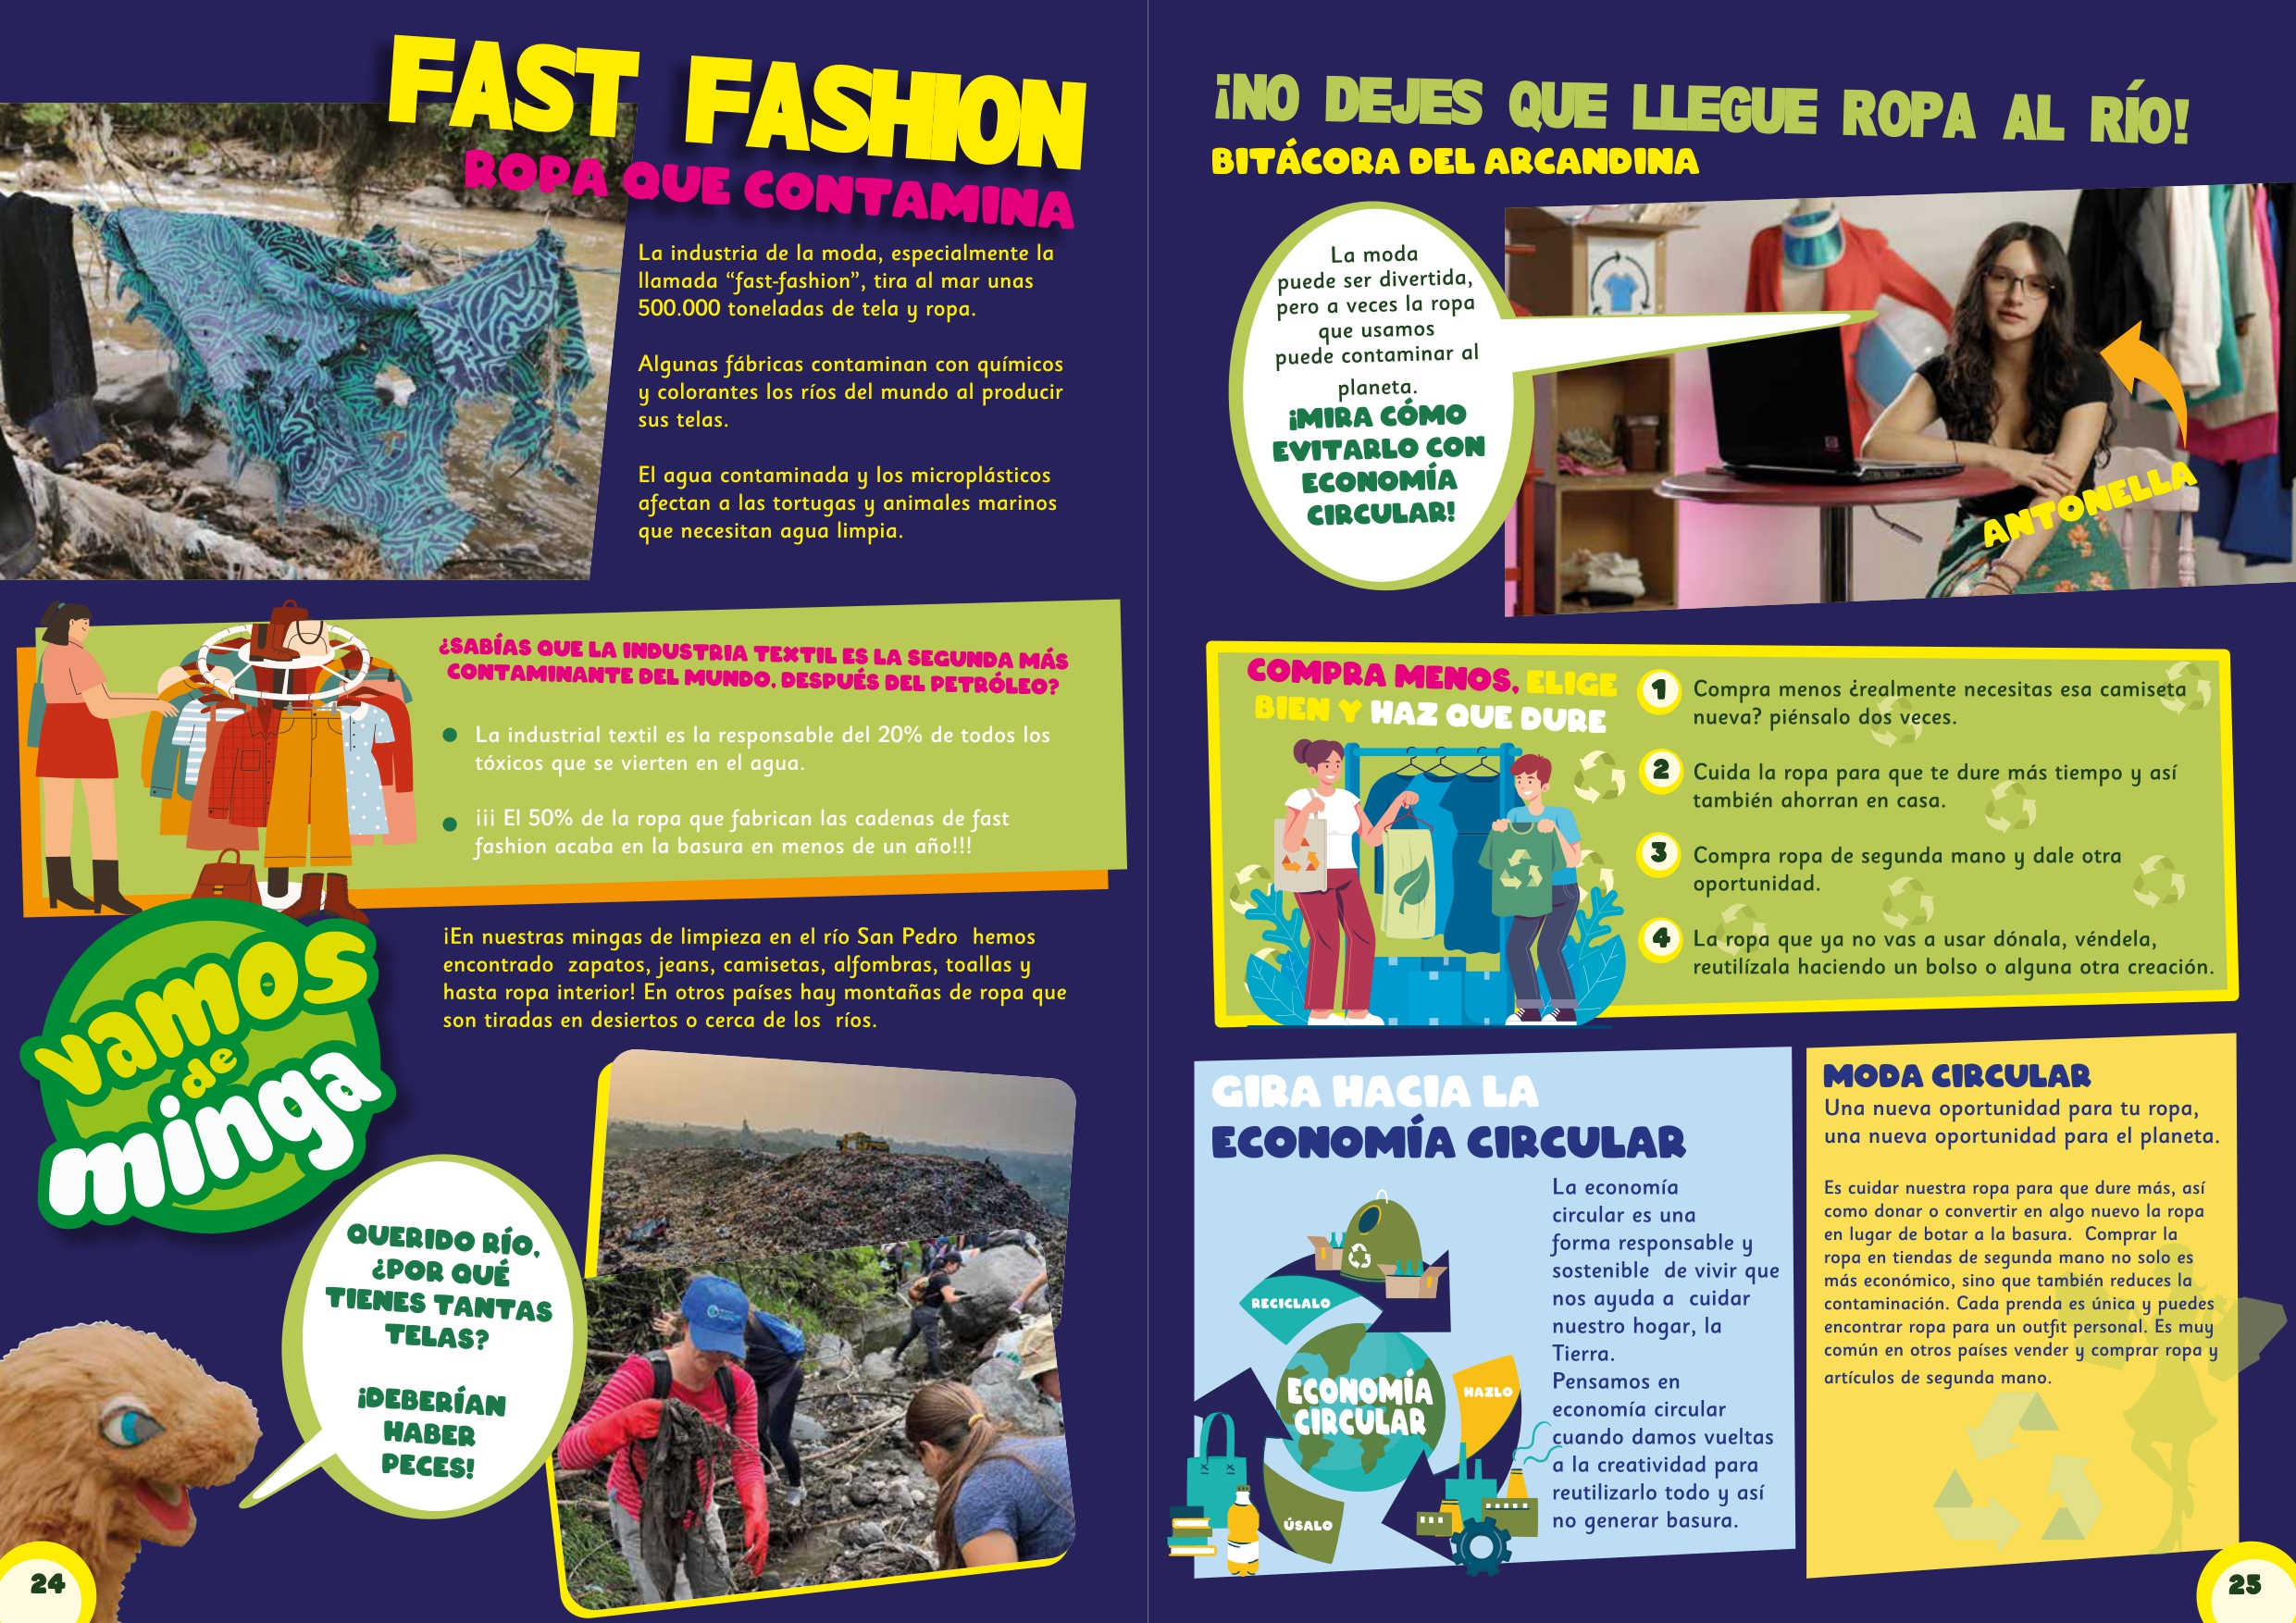 FAST FASHION
ROPA QUE CONTAMINA
La industria de la moda, especialmente la
llamada “fast-fashion”, tira al mar unas
500.000 toneladas de tela y ropa.
Algunas fábricas contaminan con químicos
y colorantes los ríos del mundo al producir
sus telas.
El agua contaminada y los microplásticos
afectan a las tortugas y animales marinos
que necesitan agua limpia.
¿SABÍAS QUE LA INDUSTRIA TEXTIL ES LA SEGUNDA MÁS
CONTAMINANTE DEL MUNDO, DESPUÉS DEL PETRÓLEO?
La industrial textil es la responsable del 20% de todos los
tóxicos que se vierten en el agua.
¡¡¡ El 50% de la ropa que fabrican las cadenas de fast
fashion acaba en la basura en menos de un año!!!
vamos
de
minga
¡En nuestras mingas de limpieza en el río San Pedro hemos
encontrado zapatos, jeans, camisetas, alfombras, toallas y
hasta ropa interior! En otros países hay montañas de ropa que
son tiradas en desiertos o cerca de los ríos.
QUERIDO RÍO,
¿POR QUÉ
TIENES TANTAS
TELAS?
¡DEBERÍAN
HABER
PECES!
24
¡NO DEJES QUE LLEGUE ROPA AL RÍO!
BITÁCORA DEL ARCANDINA
La moda
puede ser divertida,
pero a veces la ropa
que usamos
puede contaminar al
planeta.
¡MIRA CÓMO
EVITARLO CON
ECONOMÍA
CIRCULAR!
ANTONELLA
COMPRA MENOS, ELIGE
BIEN Y HAZ QUE DURE
1 Compra menos ¿realmente necesitas esa camiseta
nueva? piénsalo dos veces.
2 Cuida la ropa para que te dure más tiempo y así
también ahorran en casa.
3 Compra ropa de segunda mano y dale otra
oportunidad.
4 La ropa que ya no vas a usar dónala, véndela,
reutilízala haciendo un bolso o alguna otra creación.
GIRA HACIA LA
ECONOMÍA CIRCULAR
La economía
circular es una
forma responsable y
sostenible de vivir que
nos ayuda a cuidar
nuestro hogar, la
Tierra.
Pensamos en
economía circular
cuando damos vueltas
a la creatividad para
reutilizarlo todo y así
no generar basura.
RECICLALO
HAZLO
ECONOMÍA
CIRCULAR
ÚSALO
MODA CIRCULAR
Una nueva oportunidad para tu ropa,
una nueva oportunidad para el planeta.
Es cuidar nuestra ropa para que dure más, así
como donar o convertir en algo nuevo la ropa
en lugar de botar a la basura. Comprar la
ropa en tiendas de segunda mano no solo es
más económico, sino que también reduces la
contaminación. Cada prenda es única y puedes
encontrar ropa para un outfit personal. Es muy
común en otros países vender y comprar ropa y
artículos de segunda mano.
25